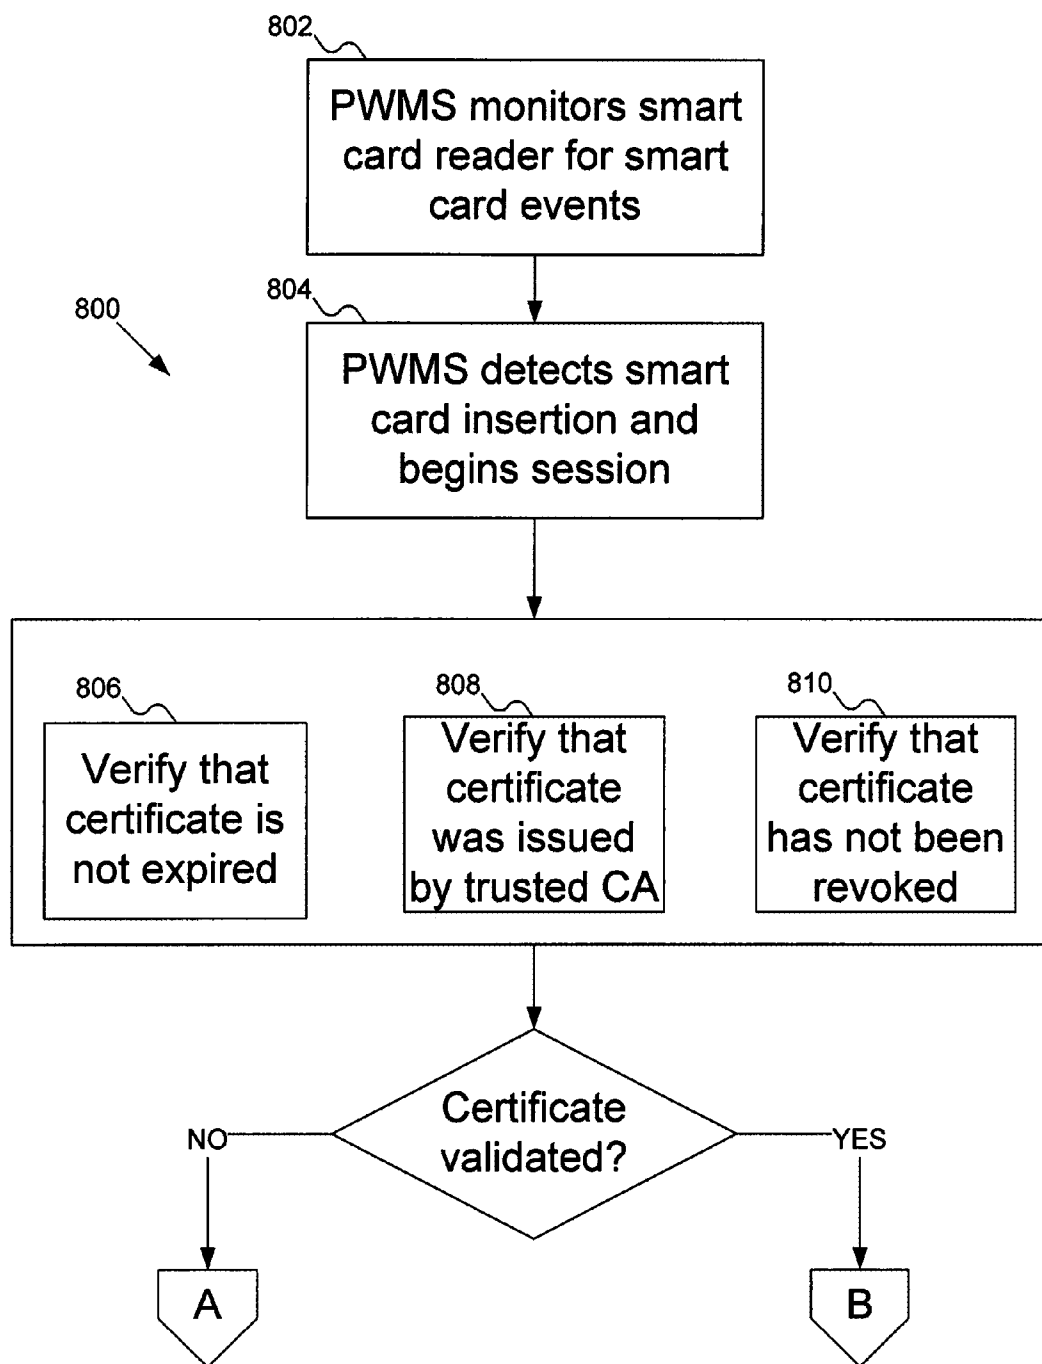 802
PWMS monitors smart
card reader for smart
card events
804
800
PWMS detects smart
card insertion and
begins session
806
Verify that
certificate is
not expired
808
Verify that
certificate
was issued
by trusted CA
810
Verify that
certificate
has not been
revoked
Certificate
validated?
NO
YES
A
B